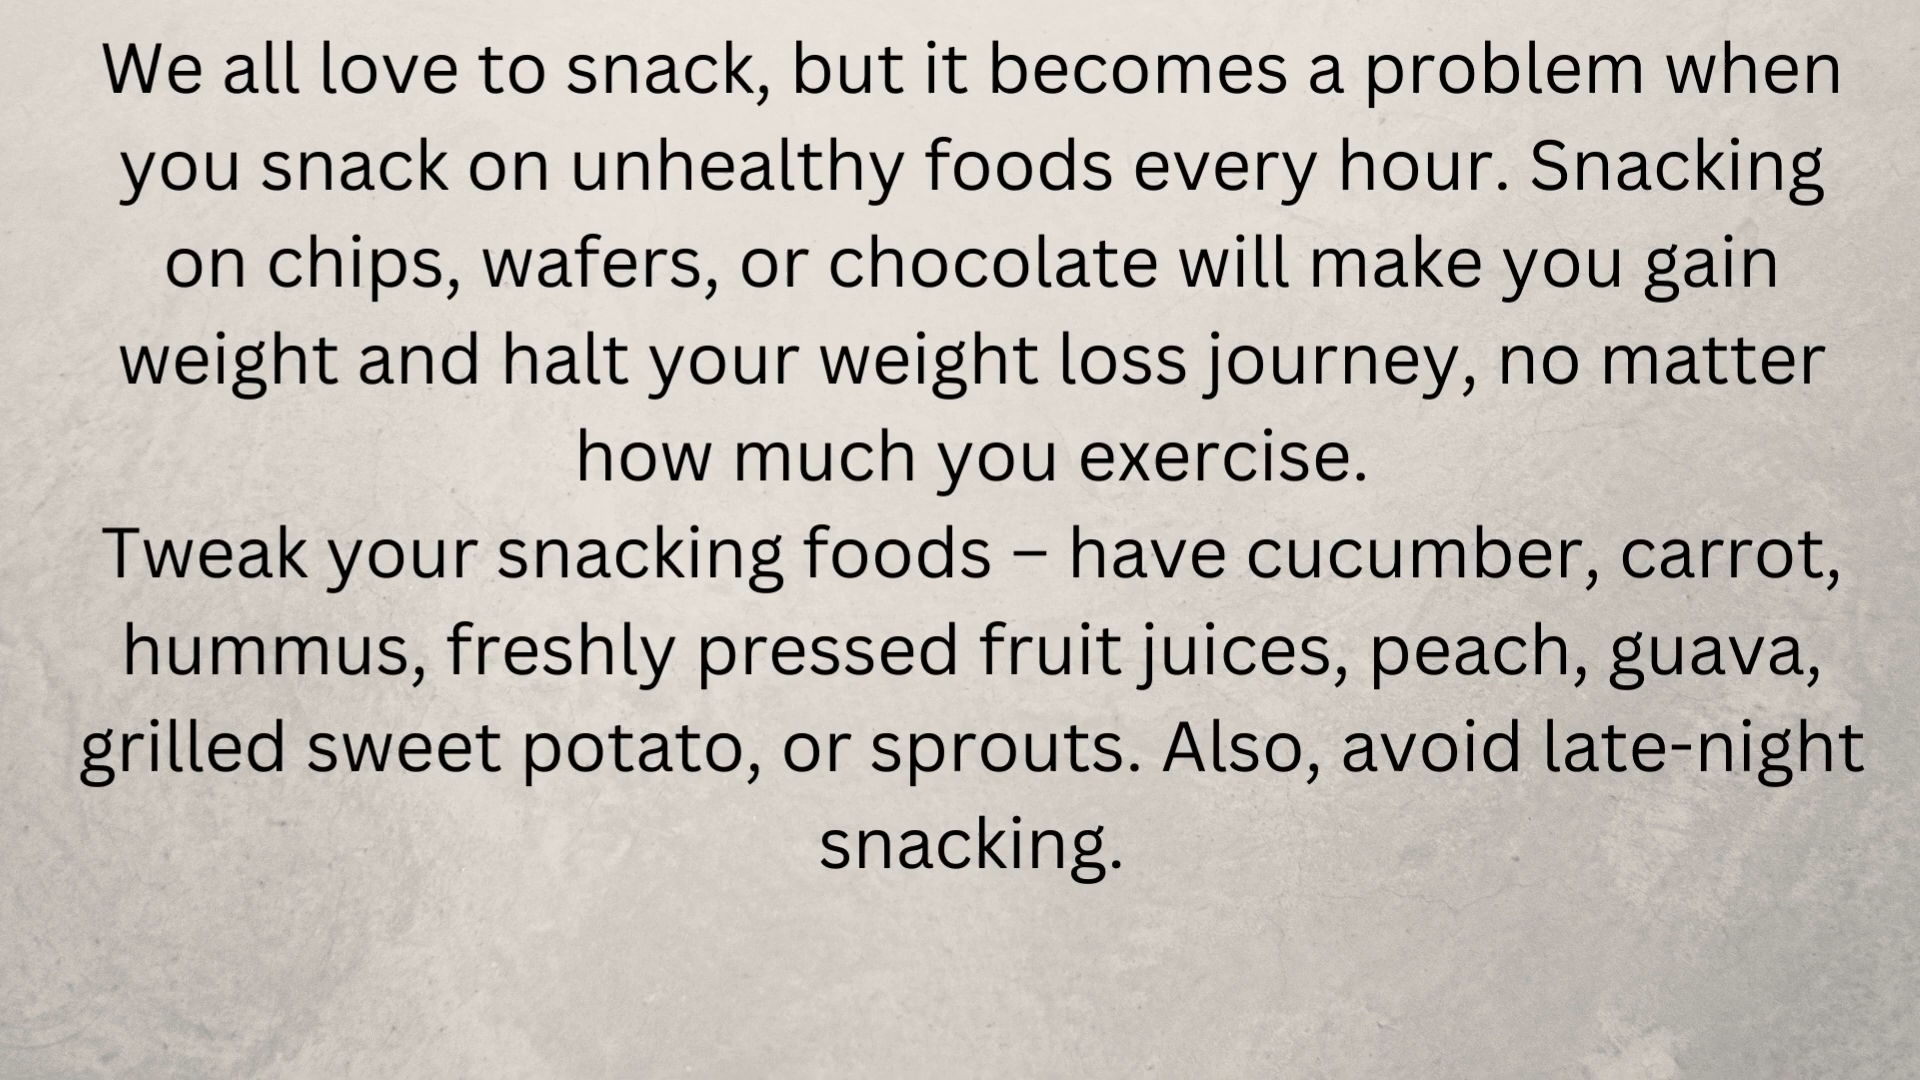 We all love to snack, but it becomes a problem when
you snack on unhealthy foods every hour. Snacking
on chips, wafers, or chocolate will make you gain
weight and halt your weight loss journey, no matter
how much you exercise.
Tweak your snacking foods – have cucumber, carrot,
hummus, freshly pressed fruit juices, peach, guava,
grilled sweet potato, or sprouts. Also, avoid late-night
snacking.